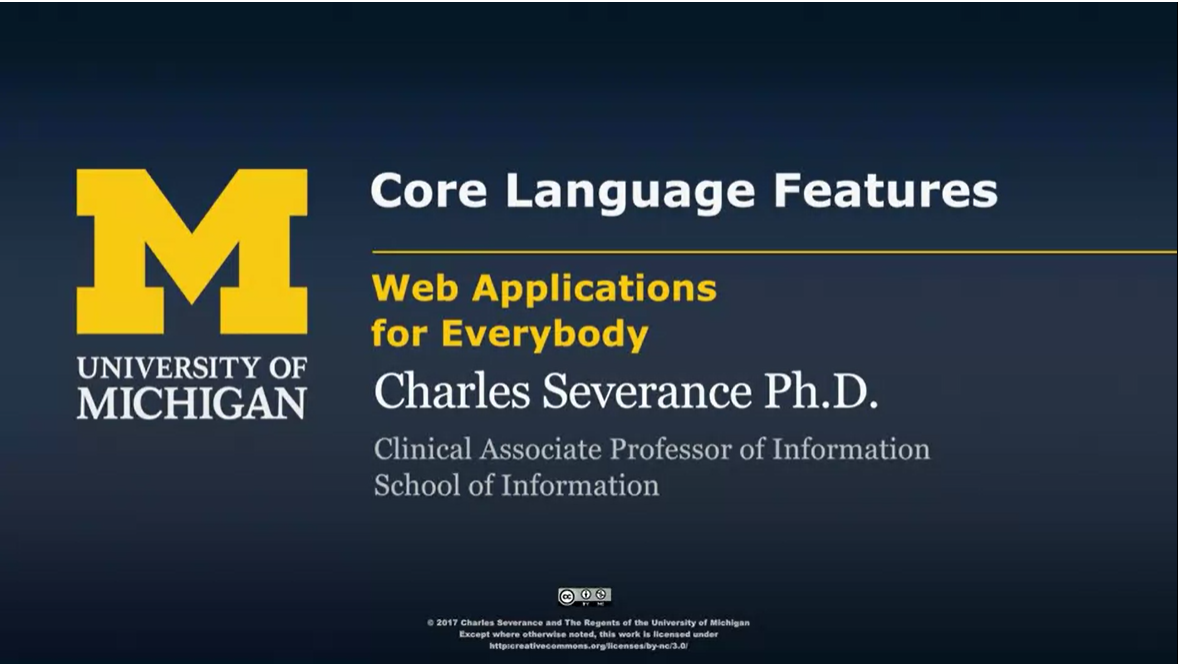 M
UNIVERSITY OF
MICHIGAN
Core Language Features
Web Applications
for Everybody
Charles Severance Ph.D.
Clinical Associate Professor of Information
School of Information
cc
BY NC
© 2017 Charles Severance and The Regents of the University of Michigan
Except where otherwise noted, this work is licensed under
http:creativecommons.org/licenses/by-nc/3.0/